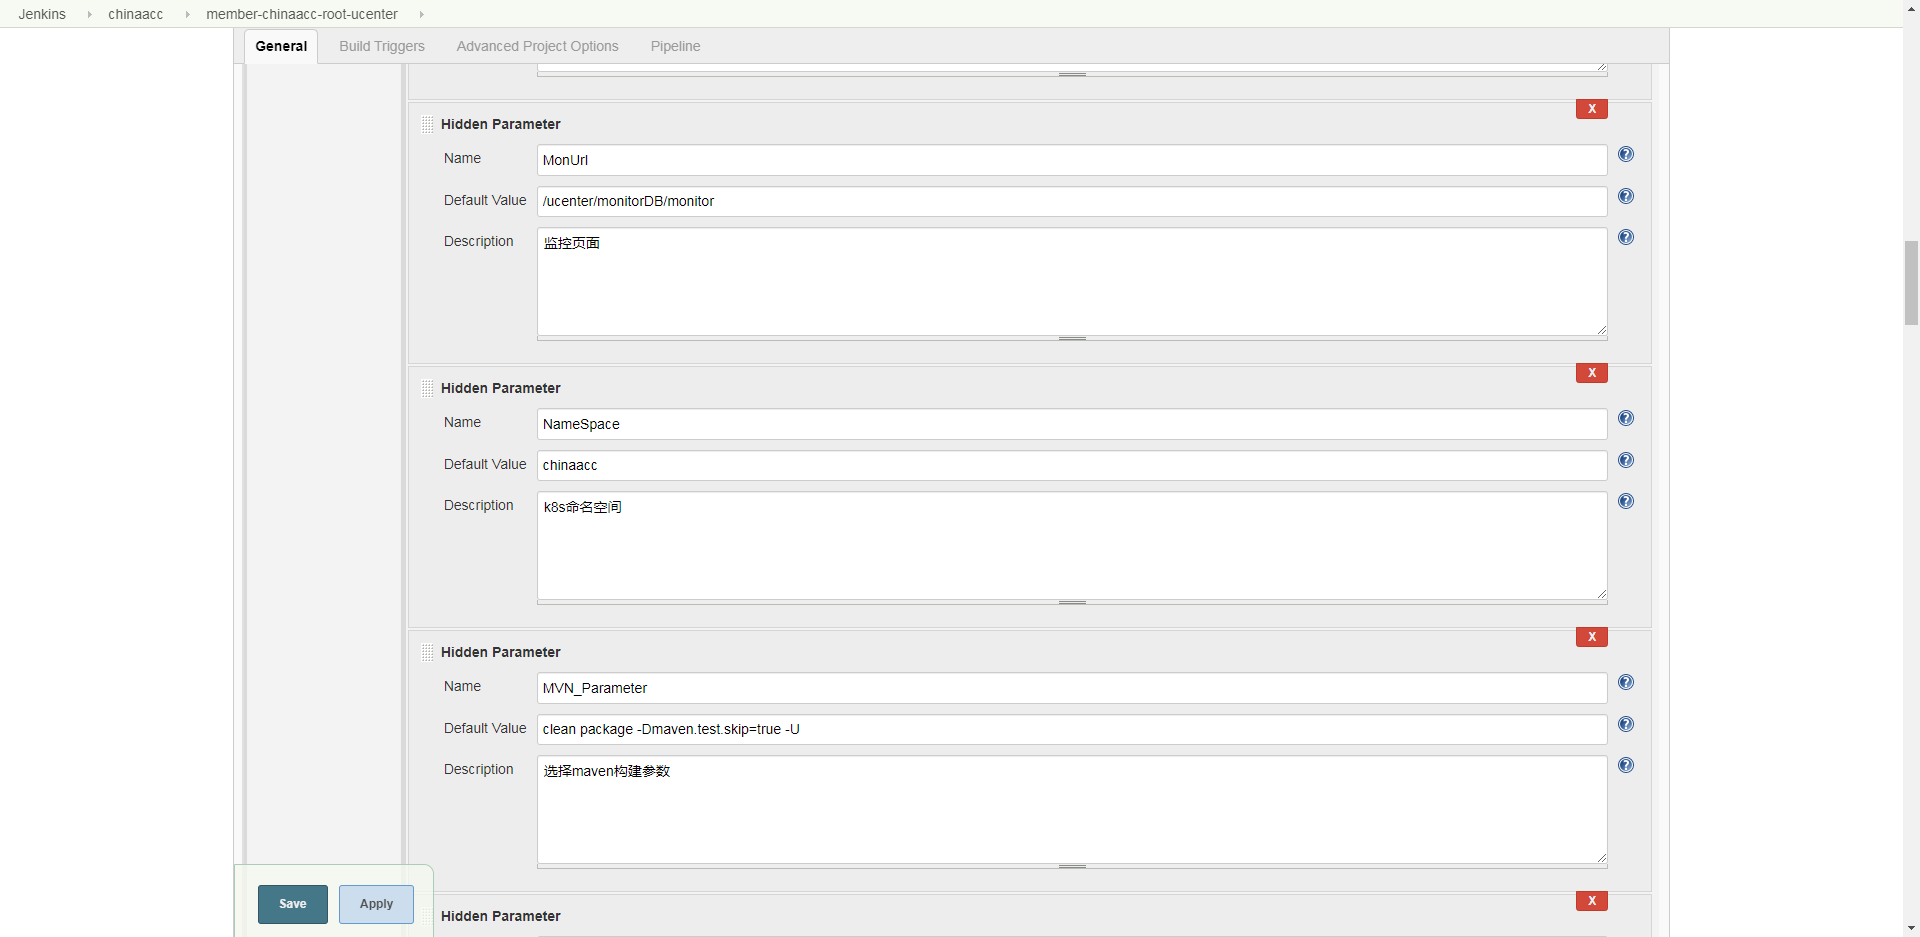 Jenkins chinaacc member-chinaacc-root-ucenter
General Build Triggers Advanced Project Options Pipeline
X
Hidden Parameter
Name MonUrl
Default Value /ucenter/monitorDB/monitor
Description 监控页面
X
Hidden Parameter
Name NameSpace
Default Value chinaacc
Description k8s命名空间
X
Hidden Parameter
Name MVN_Parameter
Default Value clean package -Dmaven.test.skip=true -U
Description 选择maven构建参数
X
Save Apply
Hidden Parameter